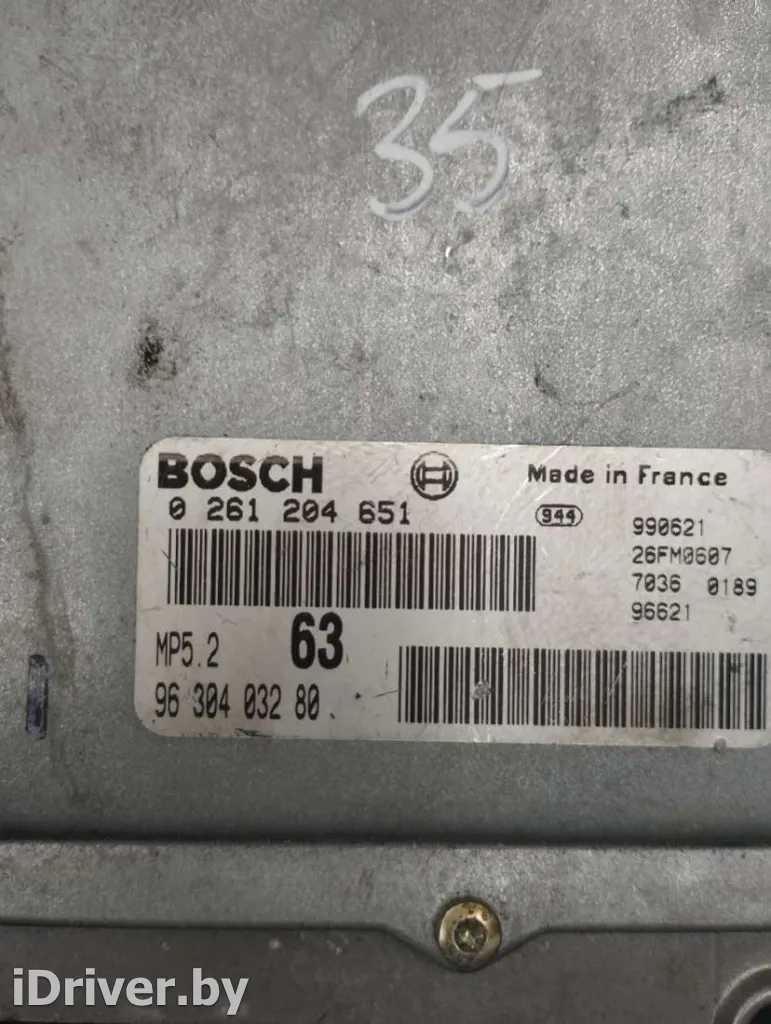 35
BOSCH
Made in France
0 261 204 651
944
990621
26FM0607
7036 0189
96621
MP5.2
63
96 304 032 80
iDriver.by